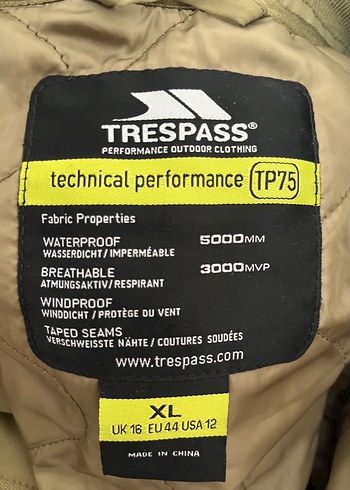 TRESPASS®
PERFORMANCE OUTDOOR CLOTHING
technical performance TP75
Fabric Properties
WATERPROOF 5000MM
WASSERDICHT / IMPERMÉABLE
BREATHABLE 3000MVP
ATMUNGSAKTIV / RESPIRANT
WINDPROOF
WINDDICHT / PROTÈGE DU VENT
TAPED SEAMS
VERSCHWEISSTE NÄHTE / COUTURES SOUDÉES
www.trespass.com
XL
UK 16 EU 44 USA 12
MADE IN CHINA